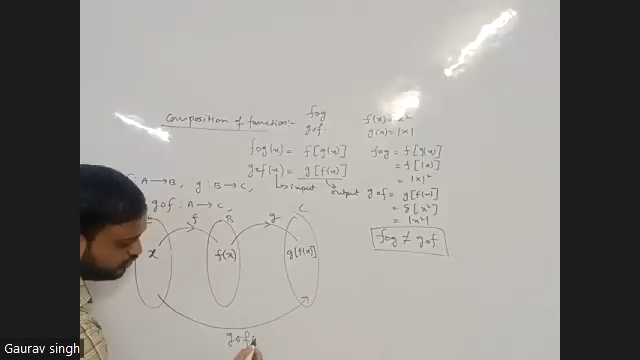 Composition of function:- fog
gof
fog(x) = f[g(x)]
gof(x) = g[f(x)]
input output
f(x) = x²
g(x) = |x|
fog = f[g(x)]
= f[|x|]
= |x|²
gof = g[f(x)]
= g[x²]
= |x²|
fog ≠ gof
: A → B, g : B → C,
gof : A → C,
f B g C
x f(x) g[f(x)]
gof
Gaurav singh